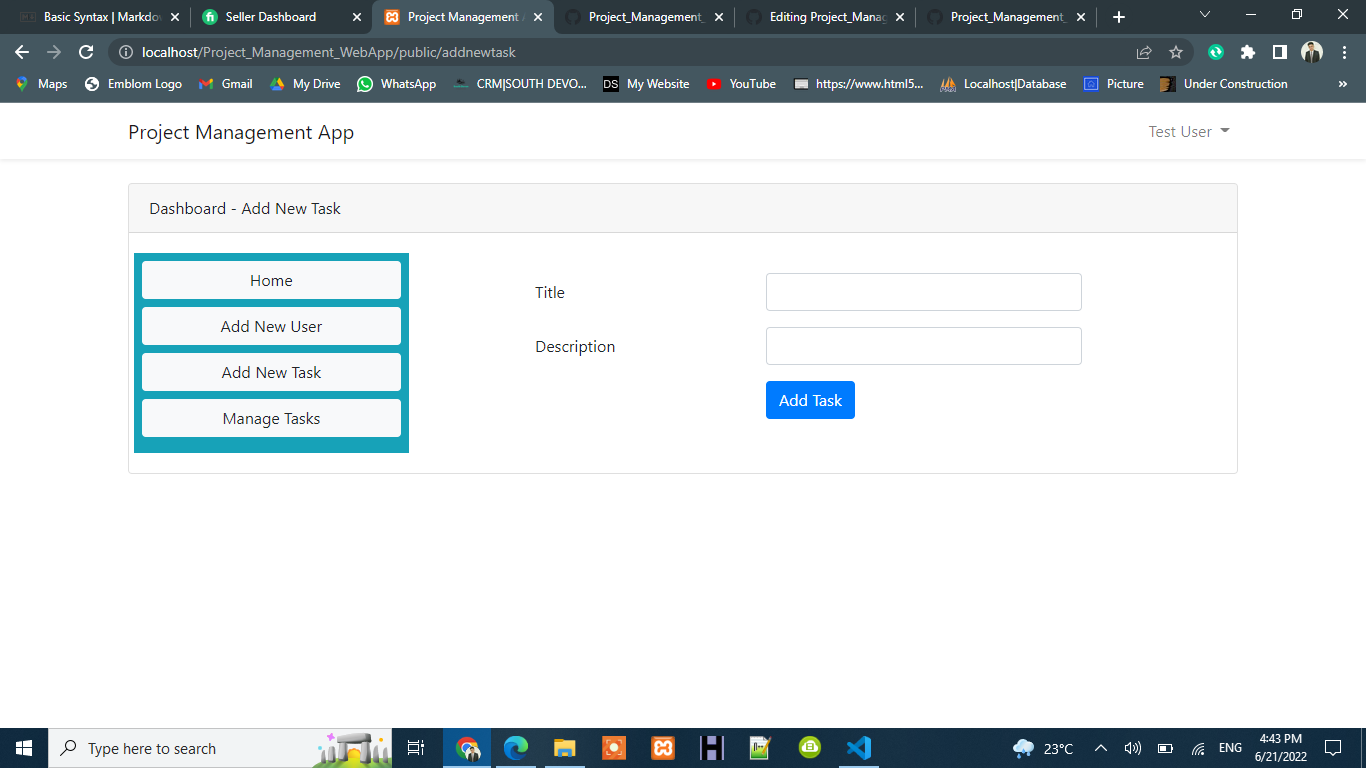 Basic Syntax | Markdo
Seller Dashboard
Project Management A
Project_Management_
Editing Project_Manag
Project_Management_
localhost/Project_Management_WebApp/public/addnewtask
Maps
Emblom Logo
Gmail
My Drive
WhatsApp
CRM|SOUTH DEVO...
DS
My Website
YouTube
https://www.html5...
Localhost|Database
Picture
Under Construction
»
Project Management App
Test User
Dashboard - Add New Task
Home
Add New User
Add New Task
Manage Tasks
Title
Description
Add Task
Type here to search
23°C
ENG
4:43 PM
6/21/2022